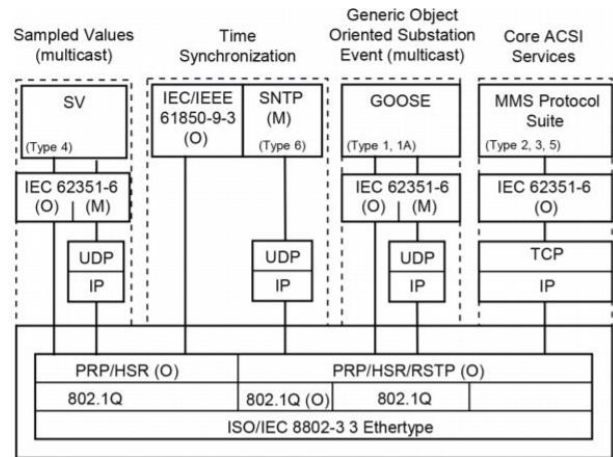 Sampled Values
(multicast)
Time
Synchronization
Generic Object
Oriented Substation
Event (multicast)
Core ACSI
Services
SV
(Type 4)
IEC/IEEE
61850-9-3
(O)
SNTP
(M)
(Type 6)
GOOSE
(Type 1, 1A)
MMS Protocol
Suite
(Type 2, 3, 5)
IEC 62351-6
(O) | (M)
IEC 62351-6
(O) | (M)
IEC 62351-6
(O)
UDP
IP
UDP
IP
UDP
IP
TCP
IP
PRP/HSR (O)
PRP/HSR/RSTP (O)
802.1Q
802.1Q (O)
802.1Q
ISO/IEC 8802-3 3 Ethertype